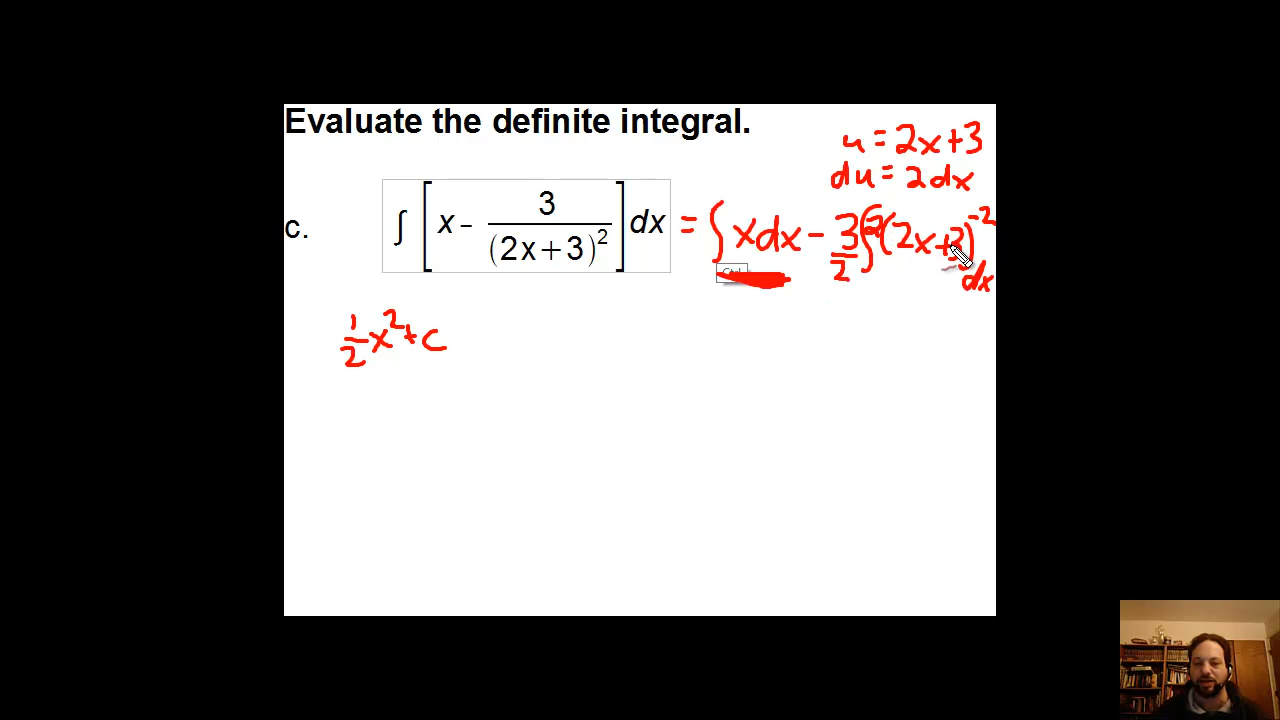 Evaluate the definite integral.
u = 2x+3
du = 2dx
c. ∫ [x - 3/(2x+3)²] dx = ∫ x dx - 3/2 ∫ 2(2x+3)⁻² dx
1/2 x² + c